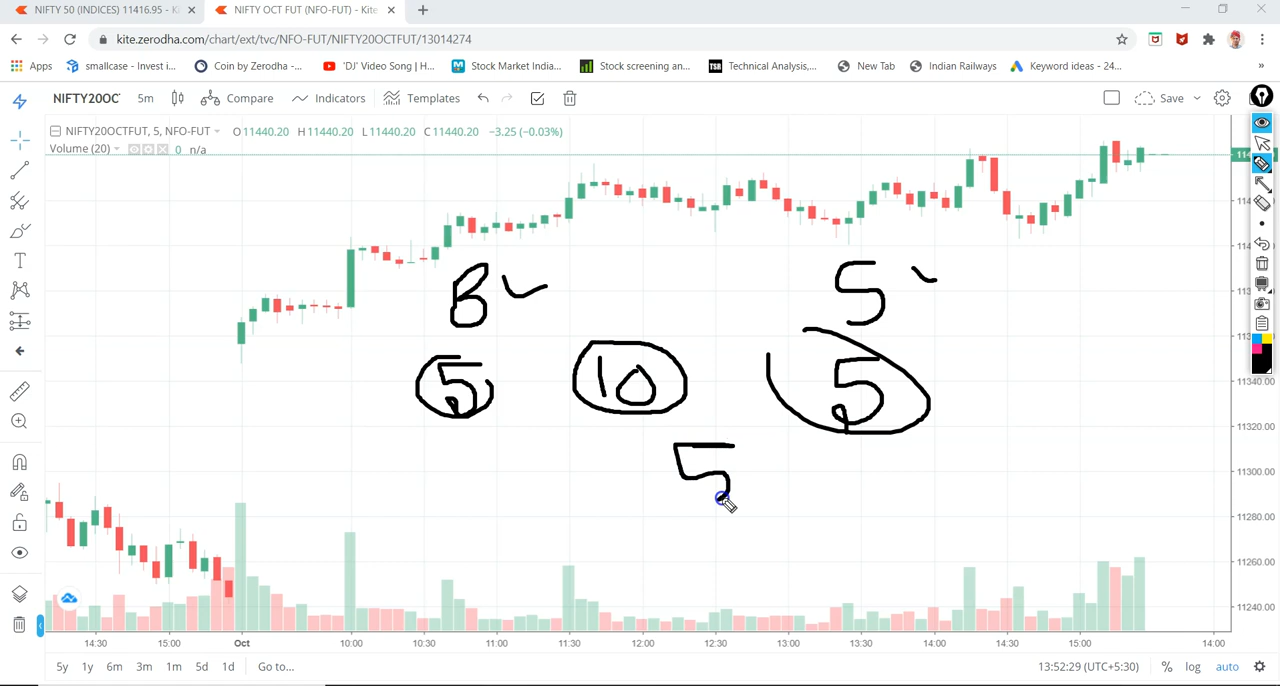 NIFTY 50 (INDICES) 11416.95 - Ki
NIFTY OCT FUT (NFO-FUT) - Kite
kite.zerodha.com/chart/ext/tvc/NFO-FUT/NIFTY20OCTFUT/13014274
Apps smallcase - Invest i... Coin by Zerodha -... 'DJ' Video Song | H... Stock Market India... Stock screening an... TSR Technical Analysis,... New Tab Indian Railways Keyword ideas - 24... »
NIFTY20OC 5m Compare Indicators Templates Save
NIFTY20OCTFUT, 5, NFO-FUT O 11440.20 H 11440.20 L 11440.20 C 11440.20 −3.25 (−0.03%)
Volume (20) 0 n/a
B S
5 10 5
5
11340.00
11320.00
11300.00
11280.00
11260.00
11240.00
14:30 15:00 Oct 10:00 10:30 11:00 11:30 12:00 12:30 13:00 13:30 14:00 14:30 15:00 14:00
5y 1y 6m 3m 1m 5d 1d Go to... 13:52:29 (UTC+5:30) % log auto